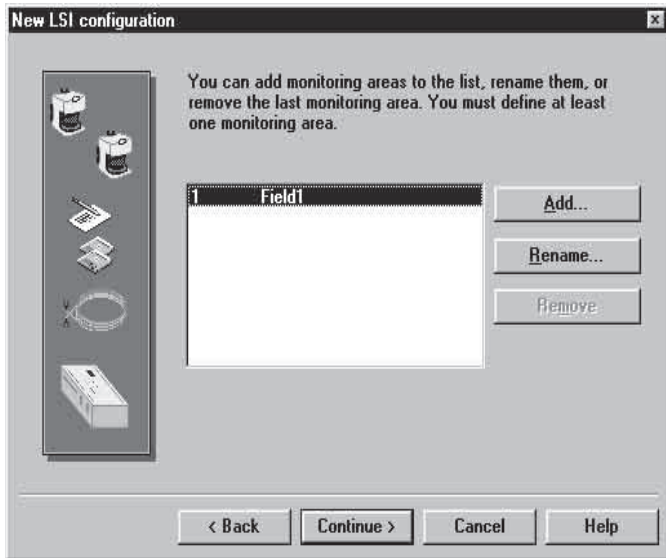 New LSI configuration
You can add monitoring areas to the list, rename them, or
remove the last monitoring area. You must define at least
one monitoring area.
1 Field1
Add...
Rename...
Remove
< Back Continue > Cancel Help